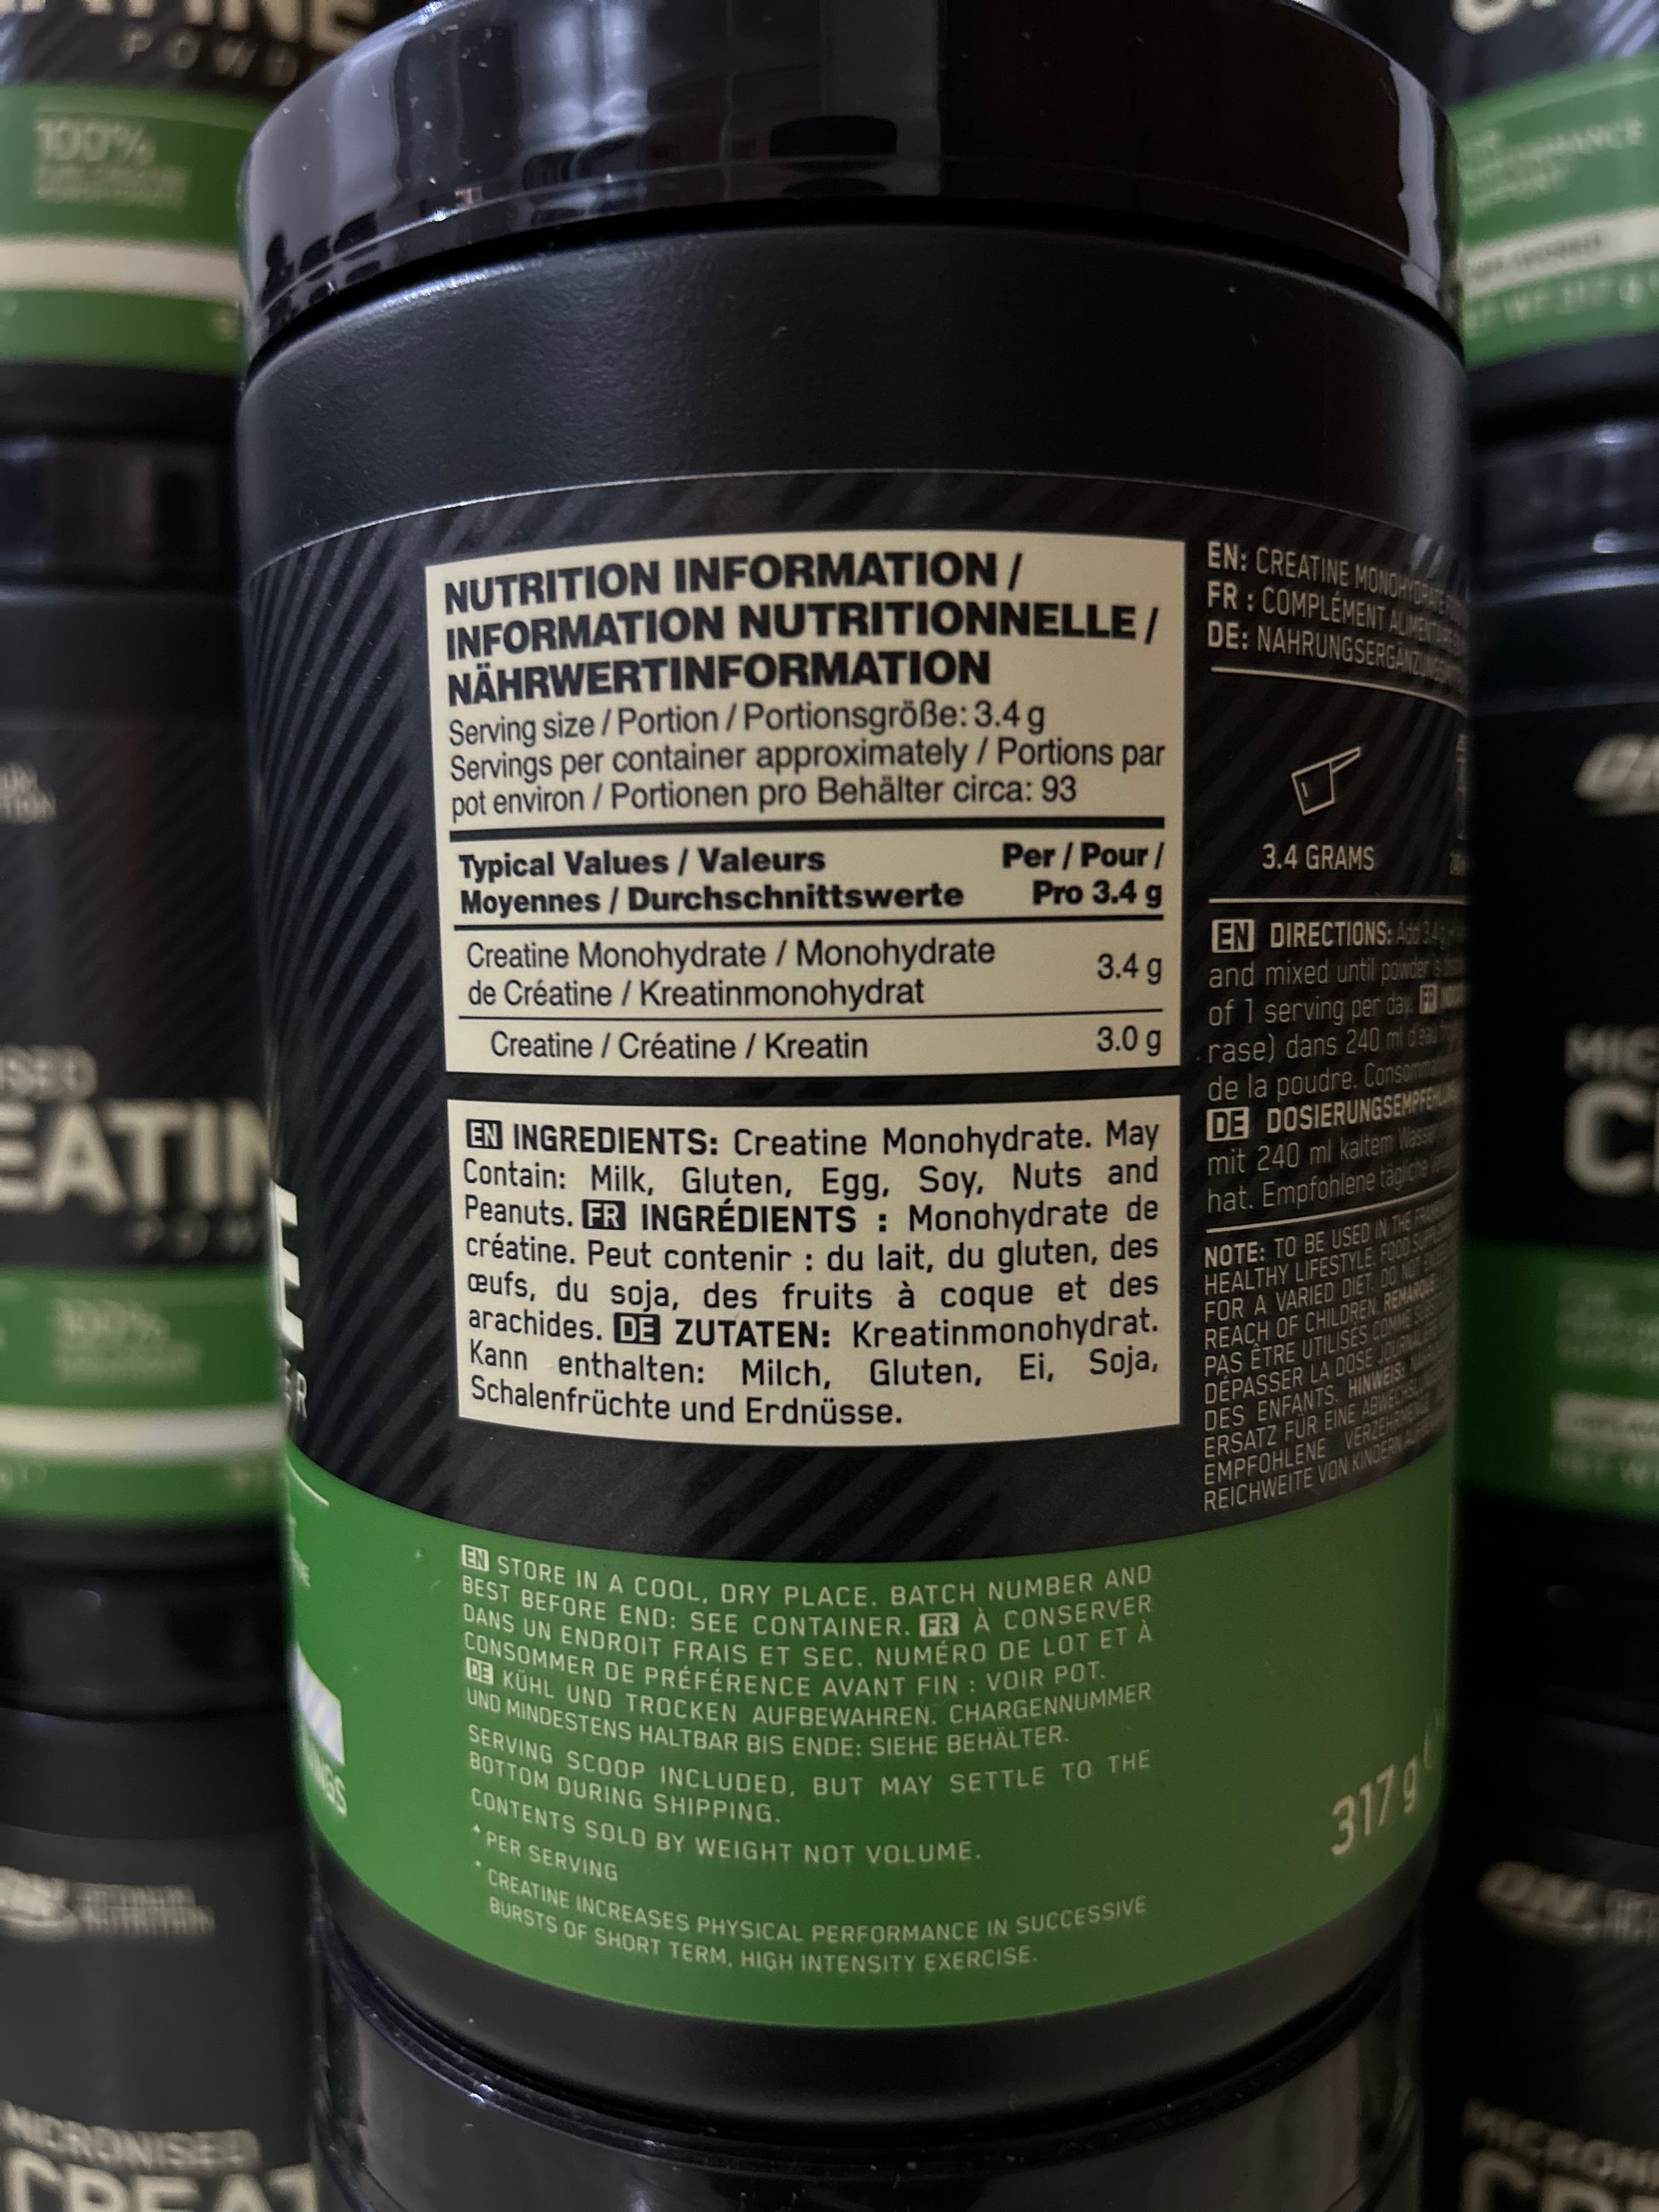 NUTRITION INFORMATION /
INFORMATION NUTRITIONNELLE /
NÄHRWERTINFORMATION
Serving size / Portion / Portionsgröße: 3.4 g
Servings per container approximately / Portions par
pot environ / Portionen pro Behälter circa: 93
Typical Values / Valeurs
Moyennes / Durchschnittswerte
Per / Pour /
Pro 3.4 g
Creatine Monohydrate / Monohydrate
de Créatine / Kreatinmonohydrat
3.4 g
Creatine / Créatine / Kreatin
3.0 g
EN INGREDIENTS: Creatine Monohydrate. May
Contain: Milk, Gluten, Egg, Soy, Nuts and
Peanuts. FR INGRÉDIENTS : Monohydrate de
créatine. Peut contenir : du lait, du gluten, des
œufs, du soja, des fruits à coque et des
arachides. DE ZUTATEN: Kreatinmonohydrat.
Kann enthalten: Milch, Gluten, Ei, Soja,
Schalenfrüchte und Erdnüsse.
EN STORE IN A COOL, DRY PLACE. BATCH NUMBER AND
BEST BEFORE END: SEE CONTAINER. FR À CONSERVER
DANS UN ENDROIT FRAIS ET SEC. NUMÉRO DE LOT ET À
CONSOMMER DE PRÉFÉRENCE AVANT FIN : VOIR POT.
DE KÜHL UND TROCKEN AUFBEWAHREN. CHARGENNUMMER
UND MINDESTENS HALTBAR BIS ENDE: SIEHE BEHÄLTER.
SERVING SCOOP INCLUDED, BUT MAY SETTLE TO THE
BOTTOM DURING SHIPPING.
CONTENTS SOLD BY WEIGHT NOT VOLUME.
PER SERVING
CREATINE INCREASES PHYSICAL PERFORMANCE IN SUCCESSIVE
BURSTS OF SHORT TERM, HIGH INTENSITY EXERCISE.
EN: CREATINE MONOHYDRATE
FR : COMPLÉMENT ALIMENTAIRE
DE: NAHRUNGSERGÄNZUNGSMITTEL
3.4 GRAMS
EN DIRECTIONS: Add 3.4
and mixed until powder is
of 1 serving per day. FR
rase) dans 240 ml d'eau
de la poudre.
DE DOSIERUNGSEMPFEHLUNG
mit 240 ml kaltem Wasser
hat. Empfohlene tägliche
NOTE: TO BE USED IN THE
HEALTHY LIFESTYLE. FOOD
FOR A VARIED DIET. DO NOT
REACH OF CHILDREN. REMARQUE
PAS ÊTRE UTILISÉS COMME
DÉPASSER LA DOSE
DES ENFANTS. HINWEIS:
ERSATZ FÜR EINE
EMPFOHLENE
REICHWEITE VON KINDERN
317 g
100%
MICRONISED